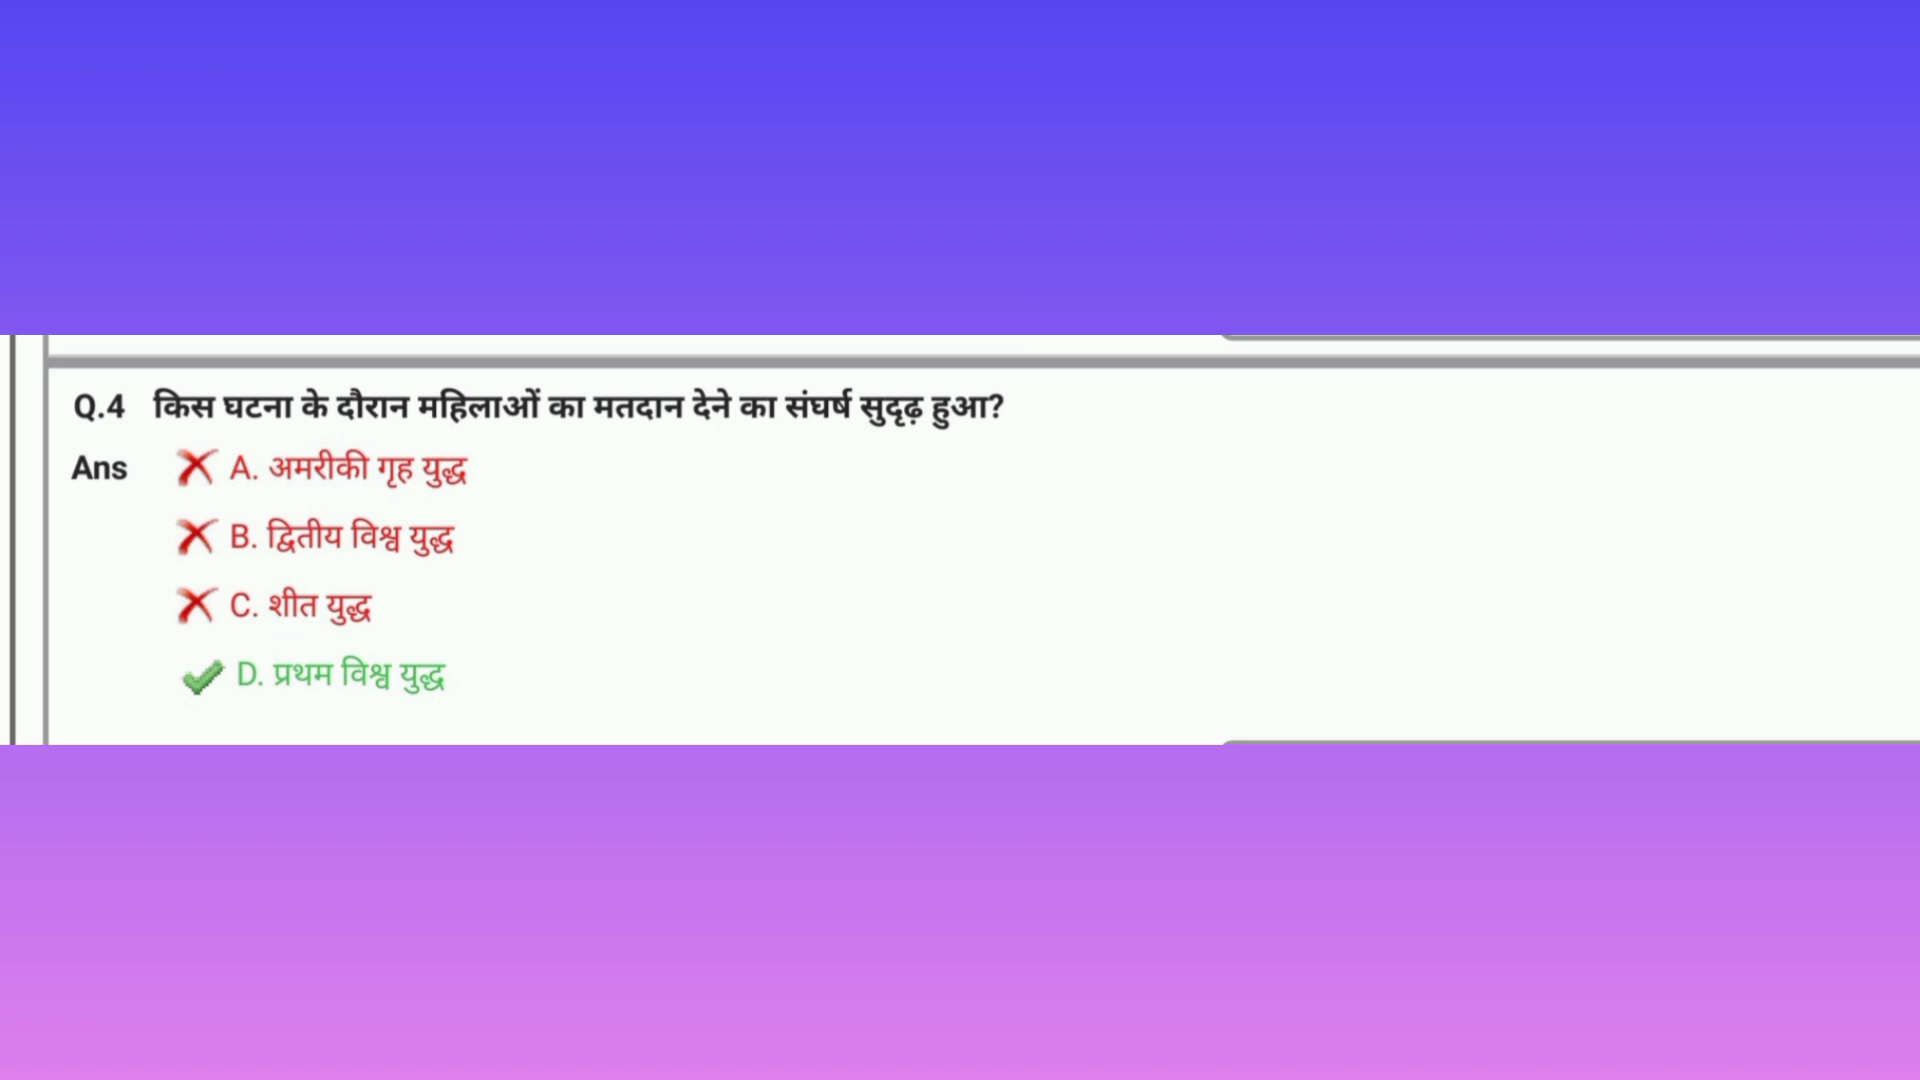 Q.4 किस घटना के दौरान महिलाओं का मतदान देने का संघर्ष सुदृढ़ हुआ?
Ans A. अमरीकी गृह युद्ध
B. द्वितीय विश्व युद्ध
C. शीत युद्ध
D. प्रथम विश्व युद्ध